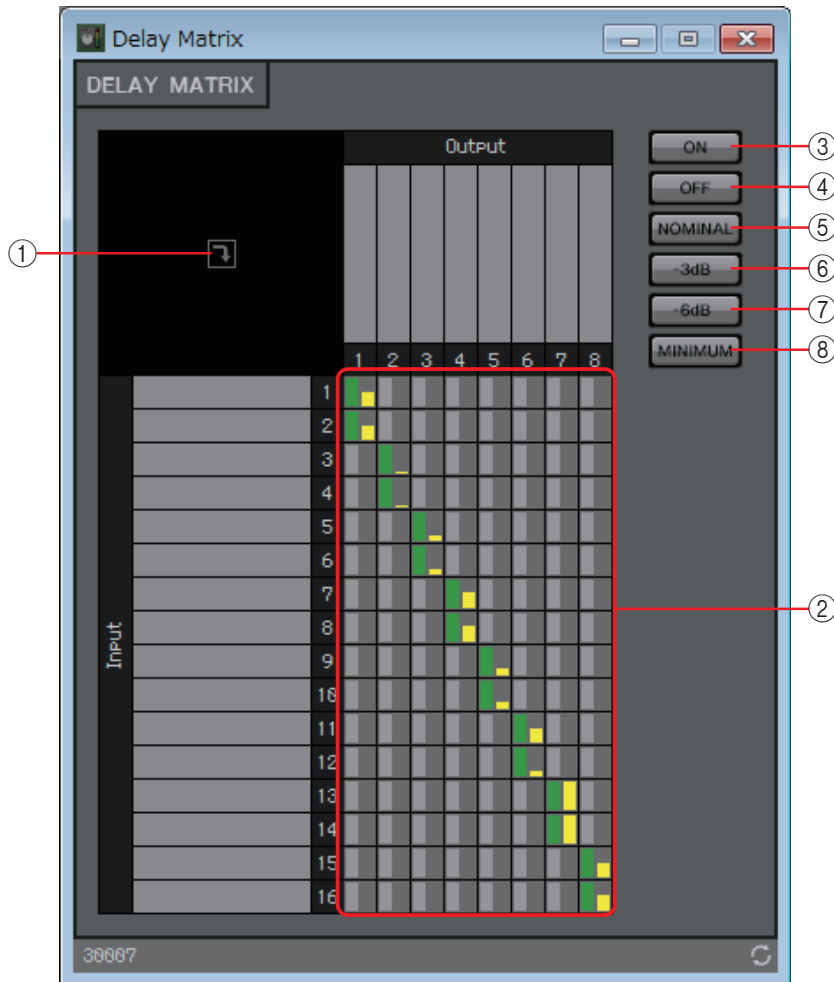 Delay Matrix
DELAY MATRIX
Output
1 2 3 4 5 6 7 8
Input
1
2
3
4
5
6
7
8
9
10
11
12
13
14
15
16
ON
OFF
NOMINAL
-3dB
-6dB
MINIMUM
①
②
③
④
⑤
⑥
⑦
⑧
30007